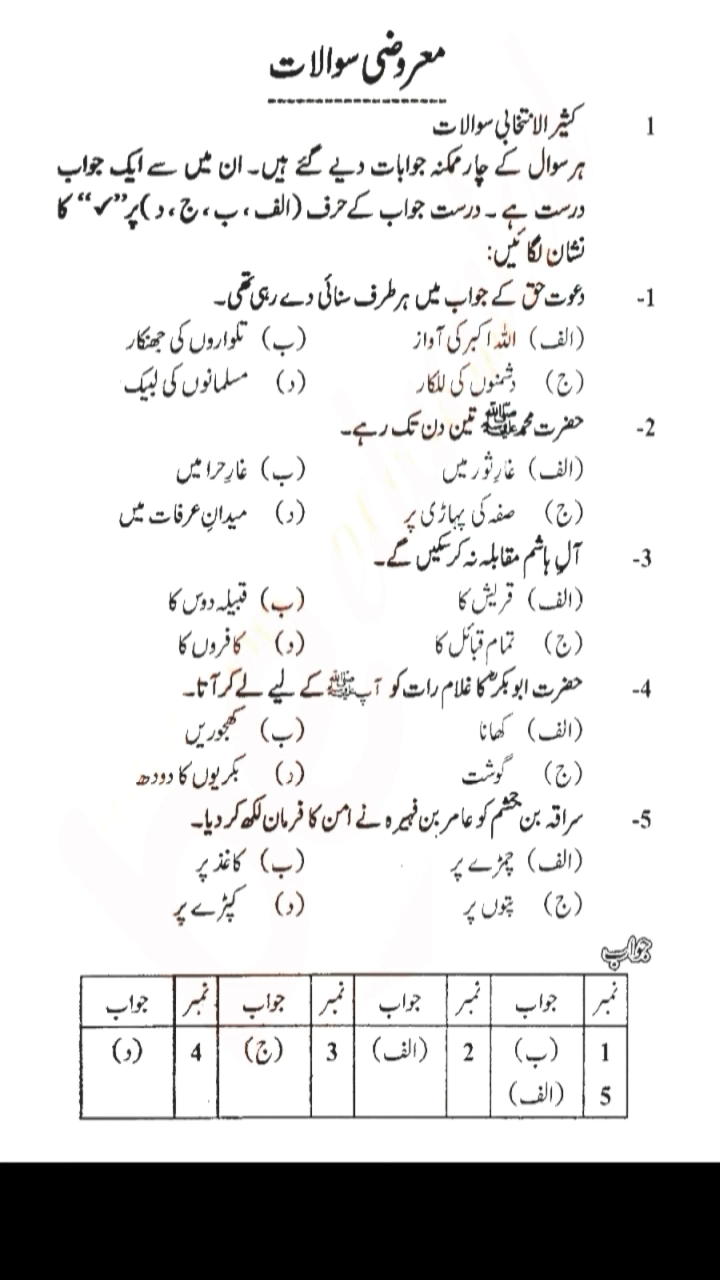 معروضی سوالات
1 کثیر الانتخابی سوالات
ہر سوال کے چار ممکنہ جوابات دیے گئے ہیں۔ ان میں سے ایک جواب
درست ہے۔ درست جواب کے حرف (الف، ب، ج، د) پر "✓" کا
نشان لگائیں:
1- دعوت حق کے جواب میں ہر طرف سنائی دے رہی تھی۔
(الف) اللہ اکبر کی آواز (ب) تلواروں کی جھنکار
(ج) دشمنوں کی للکار (د) مسلمانوں کی لبیک
2- حضرت محمد ﷺ تین دن تک رہے۔
(الف) غارِ ثور میں (ب) غارِ حرا میں
(ج) صفہ کی پہاڑی پر (د) میدانِ عرفات میں
3- آلِ ہاشم مقابلہ نہ کر سکیں گے۔
(الف) قریش کا (ب) قبیلہ دوس کا
(ج) تمام قبائل کا (د) کافروں کا
4- حضرت ابوبکرؓ کا غلام رات کو آپ ﷺ کے لیے لے کر آتا۔
(الف) کھانا (ب) کھجوریں
(ج) گوشت (د) بکریوں کا دودھ
5- سراقہ بن جعشم کو عامر بن فہیرہ نے امن کا فرمان لکھ کر دیا۔
(الف) چمڑے پر (ب) کاغذ پر
(ج) پتوں پر (د) کپڑے پر
جواب
نمبر جواب نمبر جواب نمبر جواب نمبر جواب
1 (ب) 2 (الف) 3 (ج) 4 (د)
5 (الف)